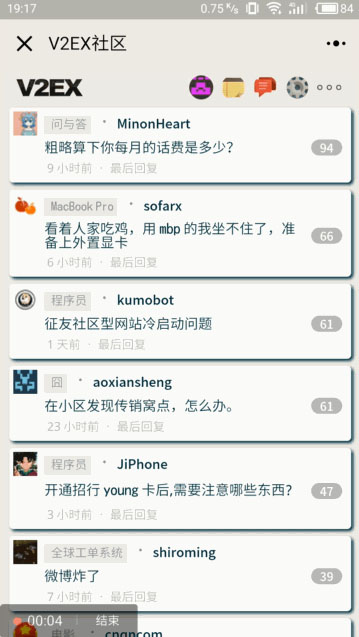 19:17
0.75 K/s
84
V2EX社区
V2EX
问与答 • MinonHeart
粗略算下你每月的话费是多少？
94
9 小时前 · 最后回复
MacBook Pro • sofarx
看着人家吃鸡，用 mbp 的我坐不住了，准
备上外置显卡
66
6 小时前 · 最后回复
程序员 • kumobot
征友社区型网站冷启动问题
61
1 天前 · 最后回复
囧 • aoxiansheng
在小区发现传销窝点，怎么办。
61
23 小时前 · 最后回复
程序员 • JiPhone
开通招行 young 卡后,需要注意哪些东西？
47
3 小时前 · 最后回复
全球工单系统 • shiroming
微博炸了
39
7 小时前 · 最后回复
电影 • cnqncom
00:04 结束